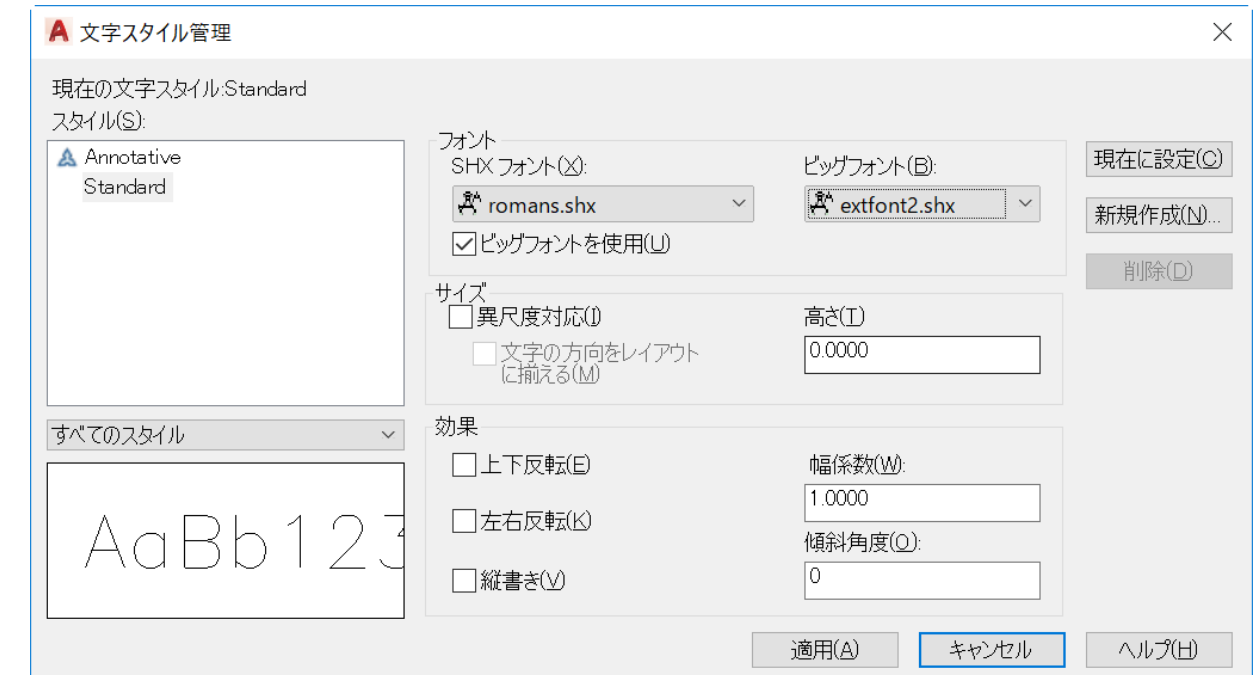 文字スタイル管理
現在の文字スタイル:Standard
スタイル(S):
Annotative
Standard
すべてのスタイル
AaBb123
フォント
SHX フォント(X):
romans.shx
ビッグフォント(B):
extfont2.shx
ビッグフォントを使用(U)
サイズ
異尺度対応(I)
文字の方向をレイアウト
に揃える(M)
高さ(T)
0.0000
効果
上下反転(E)
左右反転(K)
縦書き(V)
幅係数(W):
1.0000
傾斜角度(O):
0
現在に設定(C)
新規作成(N)...
削除(D)
適用(A)
キャンセル
ヘルプ(H)